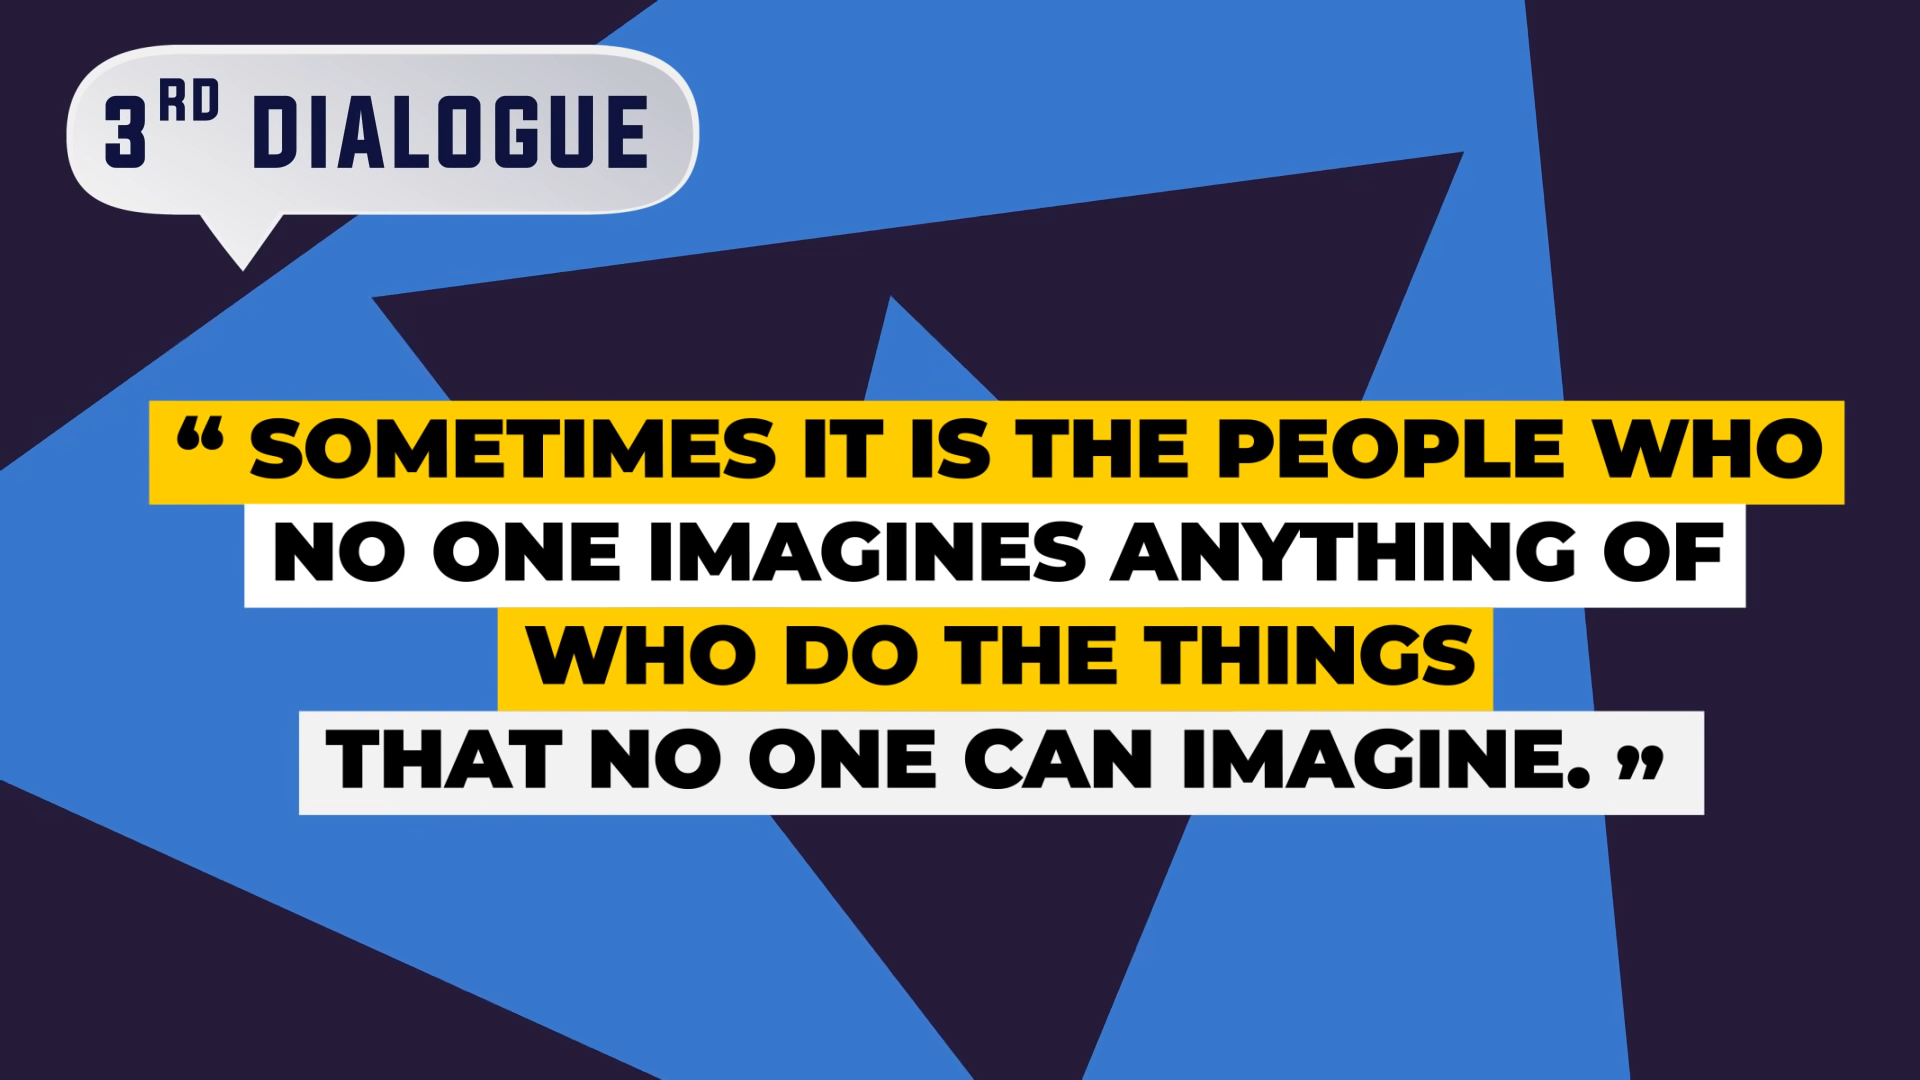 3RD DIALOGUE
“ SOMETIMES IT IS THE PEOPLE WHO
NO ONE IMAGINES ANYTHING OF
WHO DO THE THINGS
THAT NO ONE CAN IMAGINE. ”